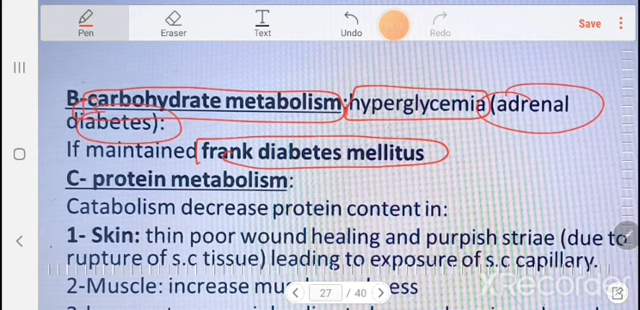 Pen
Eraser
Text
Undo
Redo
Save
B-carbohydrate metabolism:hyperglycemia (adrenal
diabetes):
If maintained frank diabetes mellitus
C- protein metabolism:
Catabolism decrease protein content in:
1- Skin: thin poor wound healing and purpish striae (due to
rupture of s.c tissue) leading to exposure of s.c capillary.
2-Muscle: increase
27 / 40
XRecorder